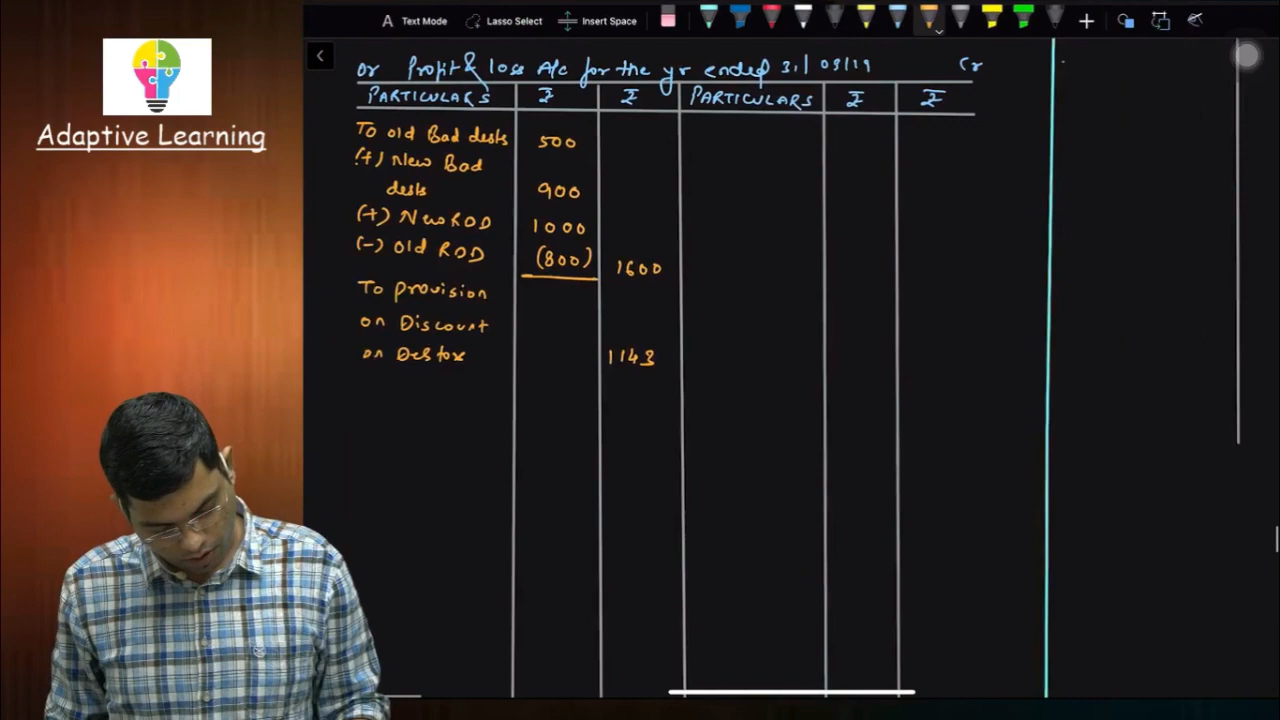 A Text Mode Lasso Select Insert Space
Adaptive Learning
Dr Profit & loss A/c for the yr ended 31/03/19 Cr
PARTICULARS ₹ ₹ PARTICULARS ₹ ₹
To old Bad debts 500
(+) New Bad
debts 900
(+) New RDD 1000
(-) Old RDD (800) 1600
To provision
on Discount
on Debtor 1143